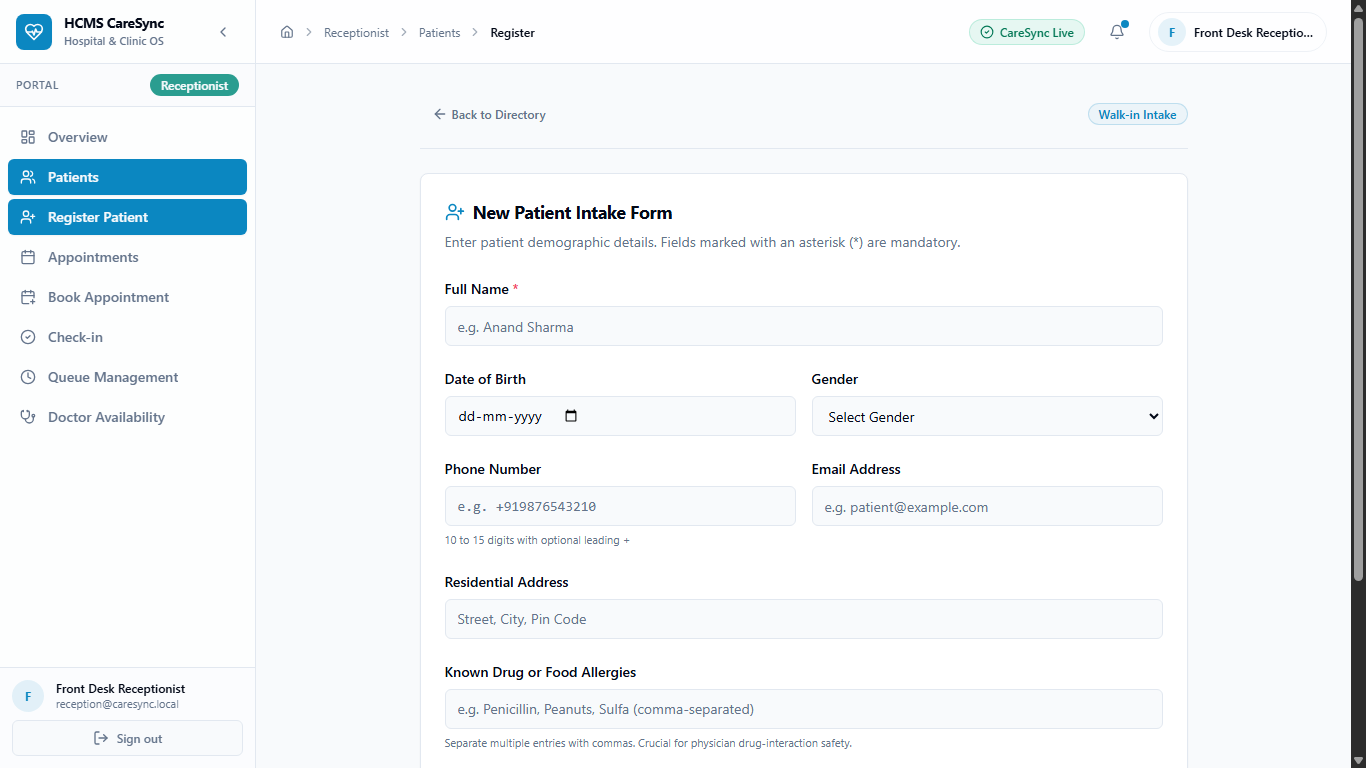 HCMS CareSync
Hospital & Clinic OS
Receptionist
Patients
Register
CareSync Live
F
Front Desk Receptio...
PORTAL
Receptionist
Overview
Patients
Register Patient
Appointments
Book Appointment
Check-in
Queue Management
Doctor Availability
F
Front Desk Receptionist
reception@caresync.local
Sign out
Back to Directory
Walk-in Intake
New Patient Intake Form
Enter patient demographic details. Fields marked with an asterisk (*) are mandatory.
Full Name *
e.g. Anand Sharma
Date of Birth
Gender
dd-mm-yyyy
Select Gender
Phone Number
Email Address
e.g. +919876543210
e.g. patient@example.com
10 to 15 digits with optional leading +
Residential Address
Street, City, Pin Code
Known Drug or Food Allergies
e.g. Penicillin, Peanuts, Sulfa (comma-separated)
Separate multiple entries with commas. Crucial for physician drug-interaction safety.